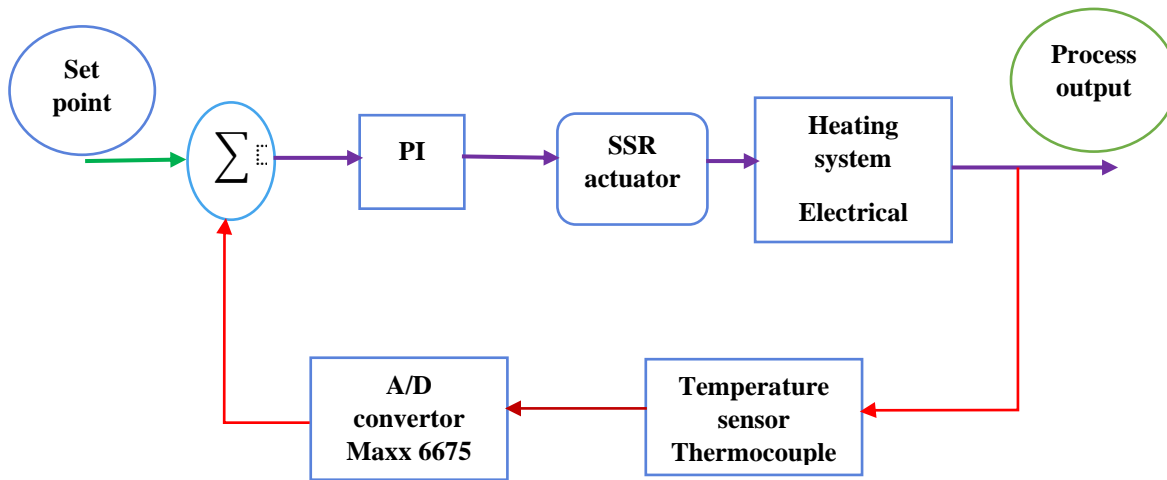 Set
point
∑
PI
SSR
actuator
Heating
system
Electrical
Process
output
A/D
convertor
Maxx 6675
Temperature
sensor
Thermocouple